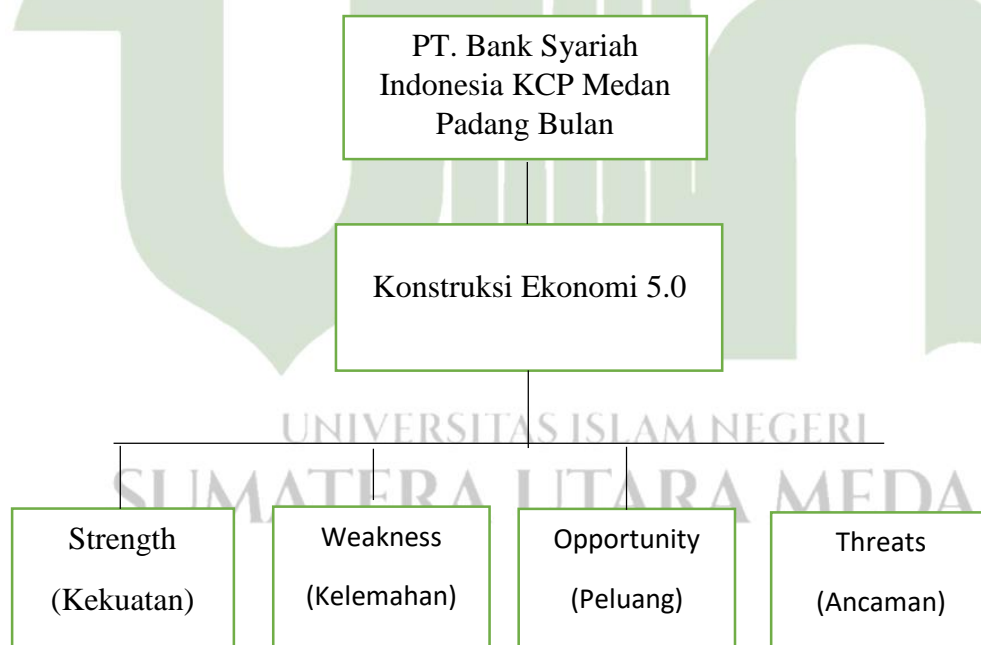 PT. Bank Syariah
Indonesia KCP Medan
Padang Bulan
Konstruksi Ekonomi 5.0
UNIVERSITAS ISLAM NEGERI
SUMATERA UTARA MEDA
Strength
(Kekuatan)
Weakness
(Kelemahan)
Opportunity
(Peluang)
Threats
(Ancaman)